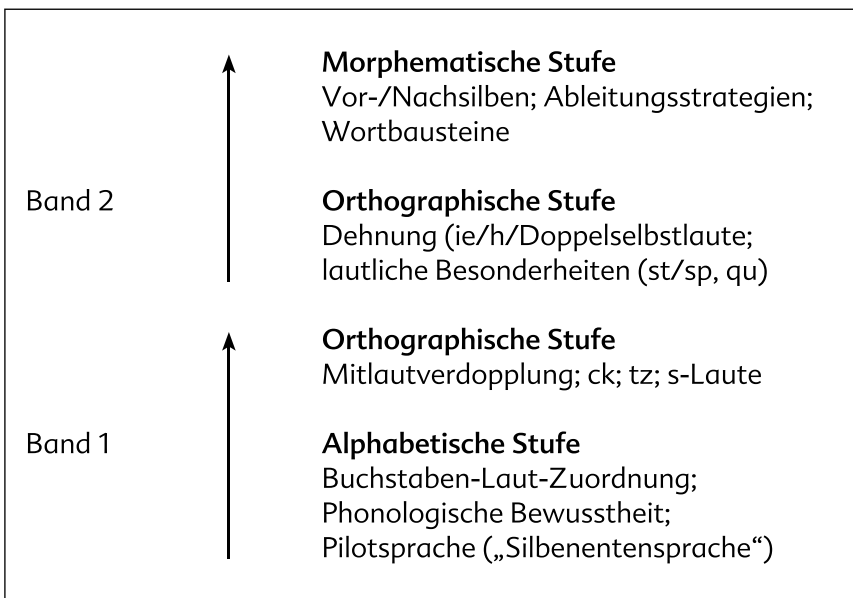 Morphematische Stufe
Vor-/Nachsilben; Ableitungsstrategien;
Wortbausteine
Band 2
Orthographische Stufe
Dehnung (ie/h/Doppelselbstlaute;
lautliche Besonderheiten (st/sp, qu)
Orthographische Stufe
Mitlautverdopplung; ck; tz; s-Laute
Band 1
Alphabetische Stufe
Buchstaben-Laut-Zuordnung;
Phonologische Bewusstheit;
Pilotsprache („Silbenentensprache“)